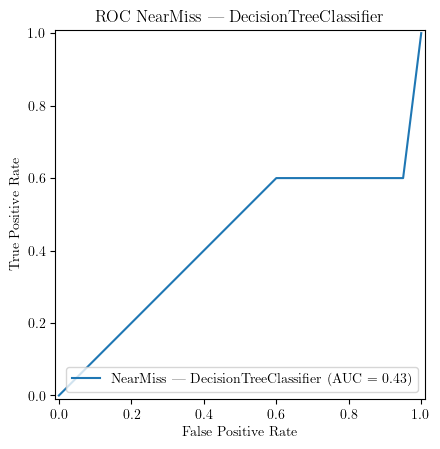 ROC NearMiss — DecisionTreeClassifier
1.0
0.8
0.6
0.4
0.2
0.0
True Positive Rate
NearMiss — DecisionTreeClassifier (AUC = 0.43)
0.0 0.2 0.4 0.6 0.8 1.0
False Positive Rate